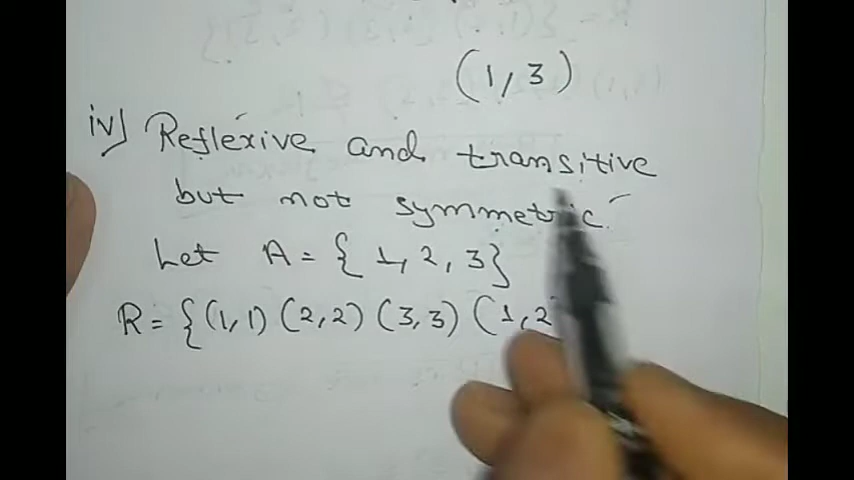 (1,3)
iv) Reflexive and transitive
but not symmetric.
Let A = { 1, 2, 3}
R = {(1,1) (2,2) (3,3) (1,2)